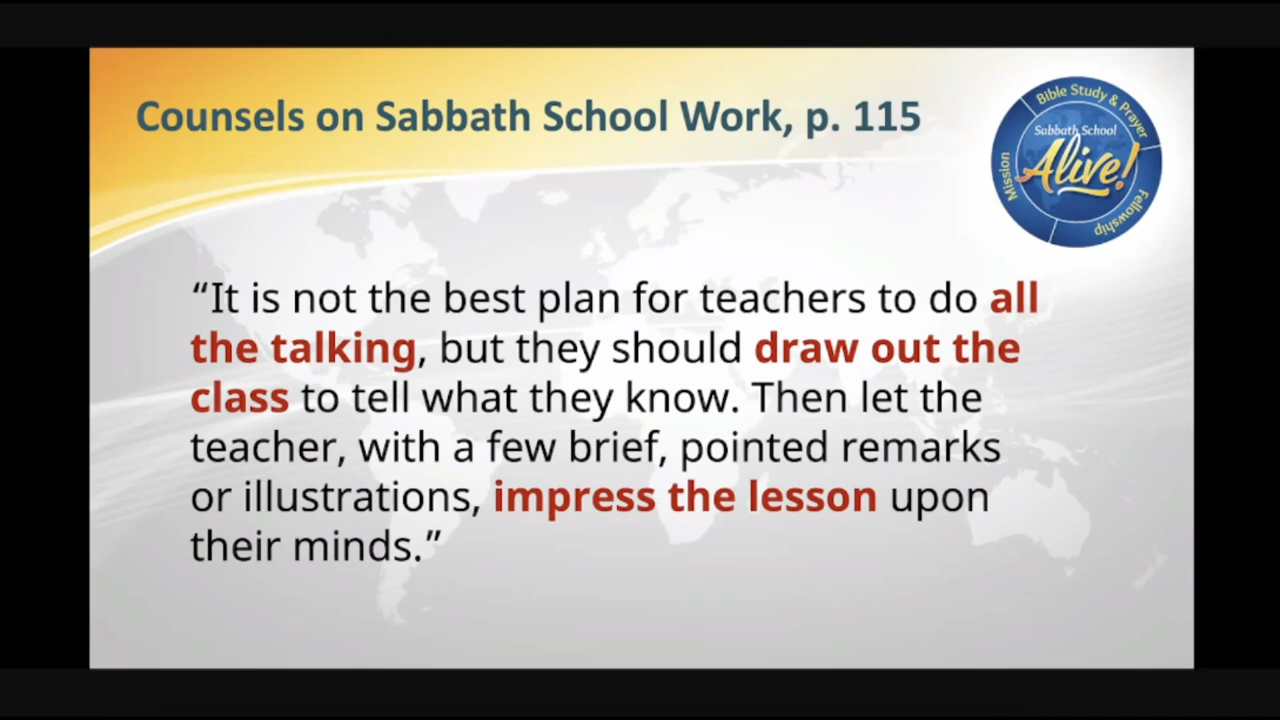 Counsels on Sabbath School Work, p. 115
Bible Study & Prayer
Sabbath School
Alive!
Mission
Fellowship
“It is not the best plan for teachers to do all
the talking, but they should draw out the
class to tell what they know. Then let the
teacher, with a few brief, pointed remarks
or illustrations, impress the lesson upon
their minds.”